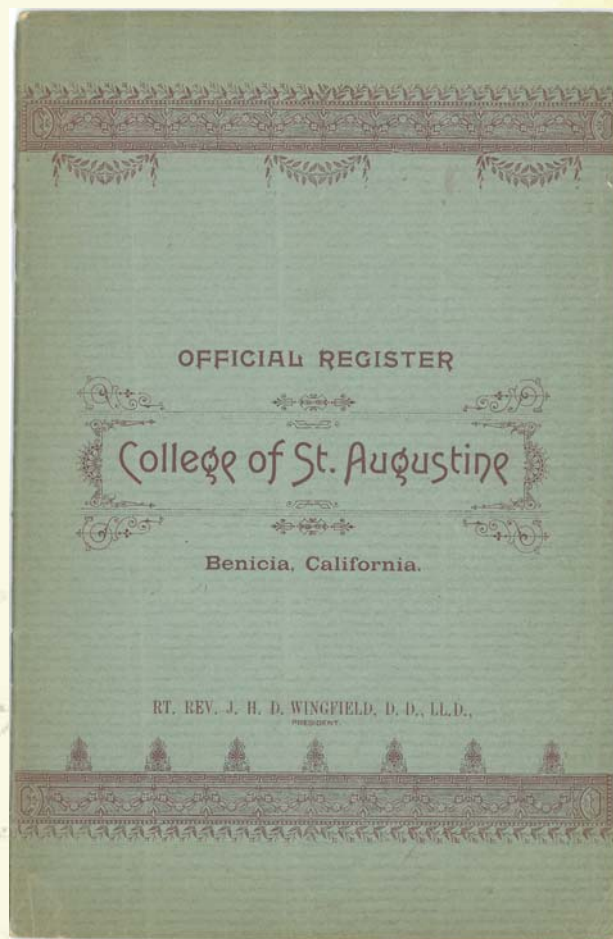 OFFICIAL REGISTER
College of St. Augustine
Benicia, California.
RT. REV. J. H. D. WINGFIELD, D. D., LL.D.,
PRESIDENT.